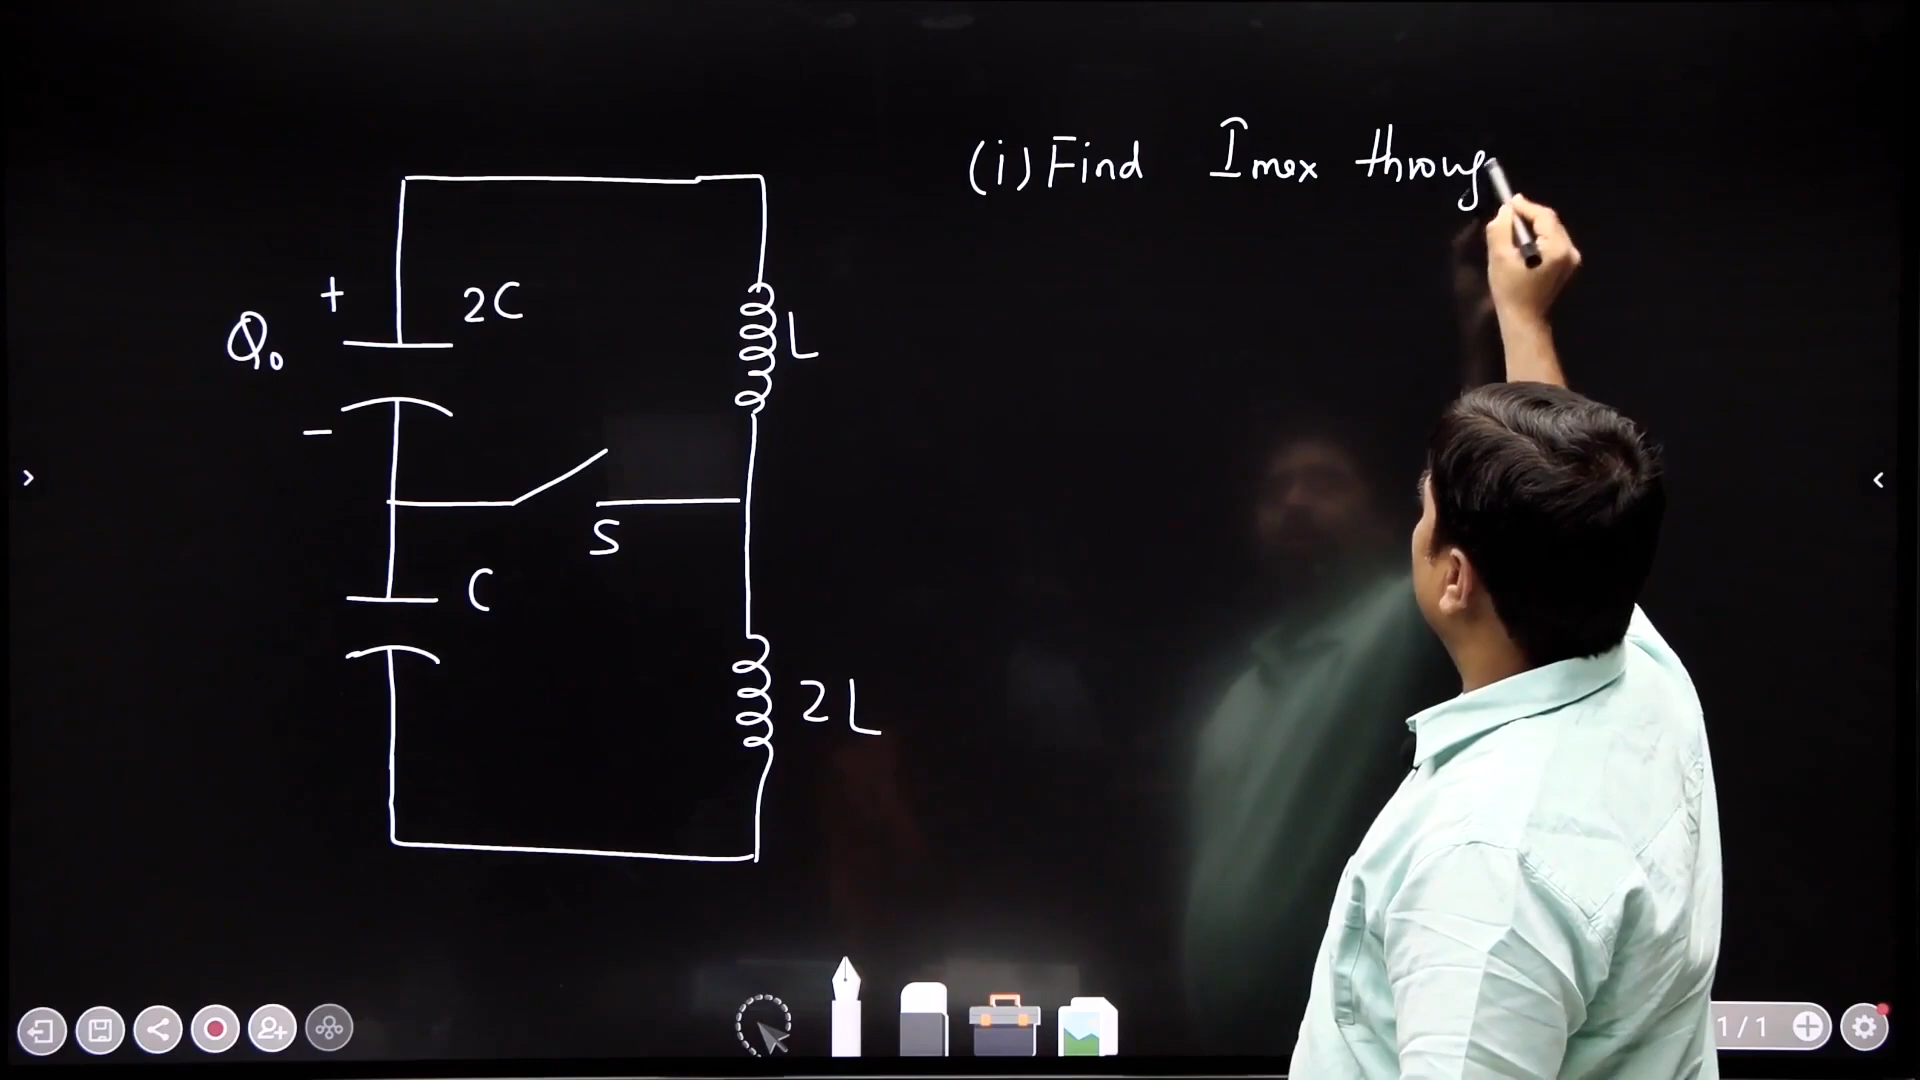 (i) Find Imax throug
+
2C
Q₀
L
−
S
C
2L
1/1